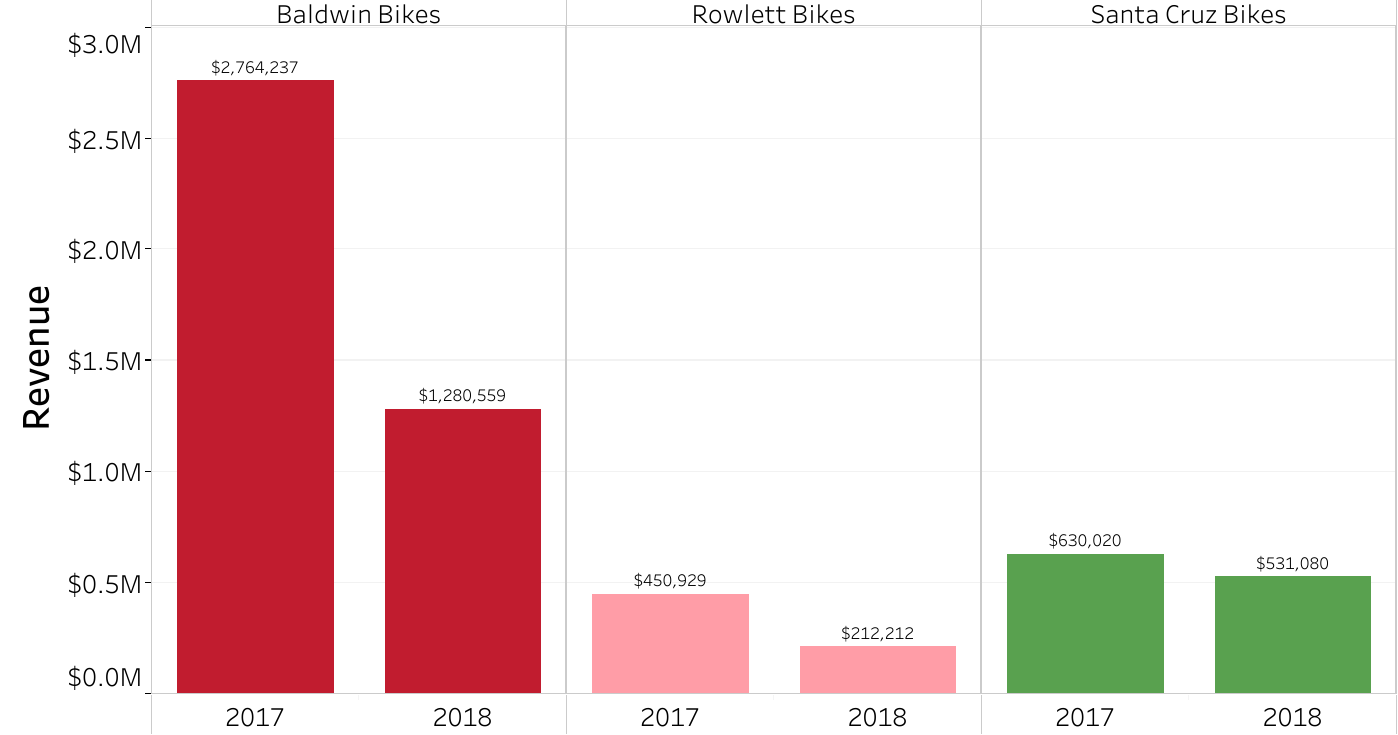 Baldwin Bikes Rowlett Bikes Santa Cruz Bikes
Revenue
$3.0M
$2.5M
$2.0M
$1.5M
$1.0M
$0.5M
$0.0M
$2,764,237
$1,280,559
$450,929
$212,212
$630,020
$531,080
2017 2018 2017 2018 2017 2018